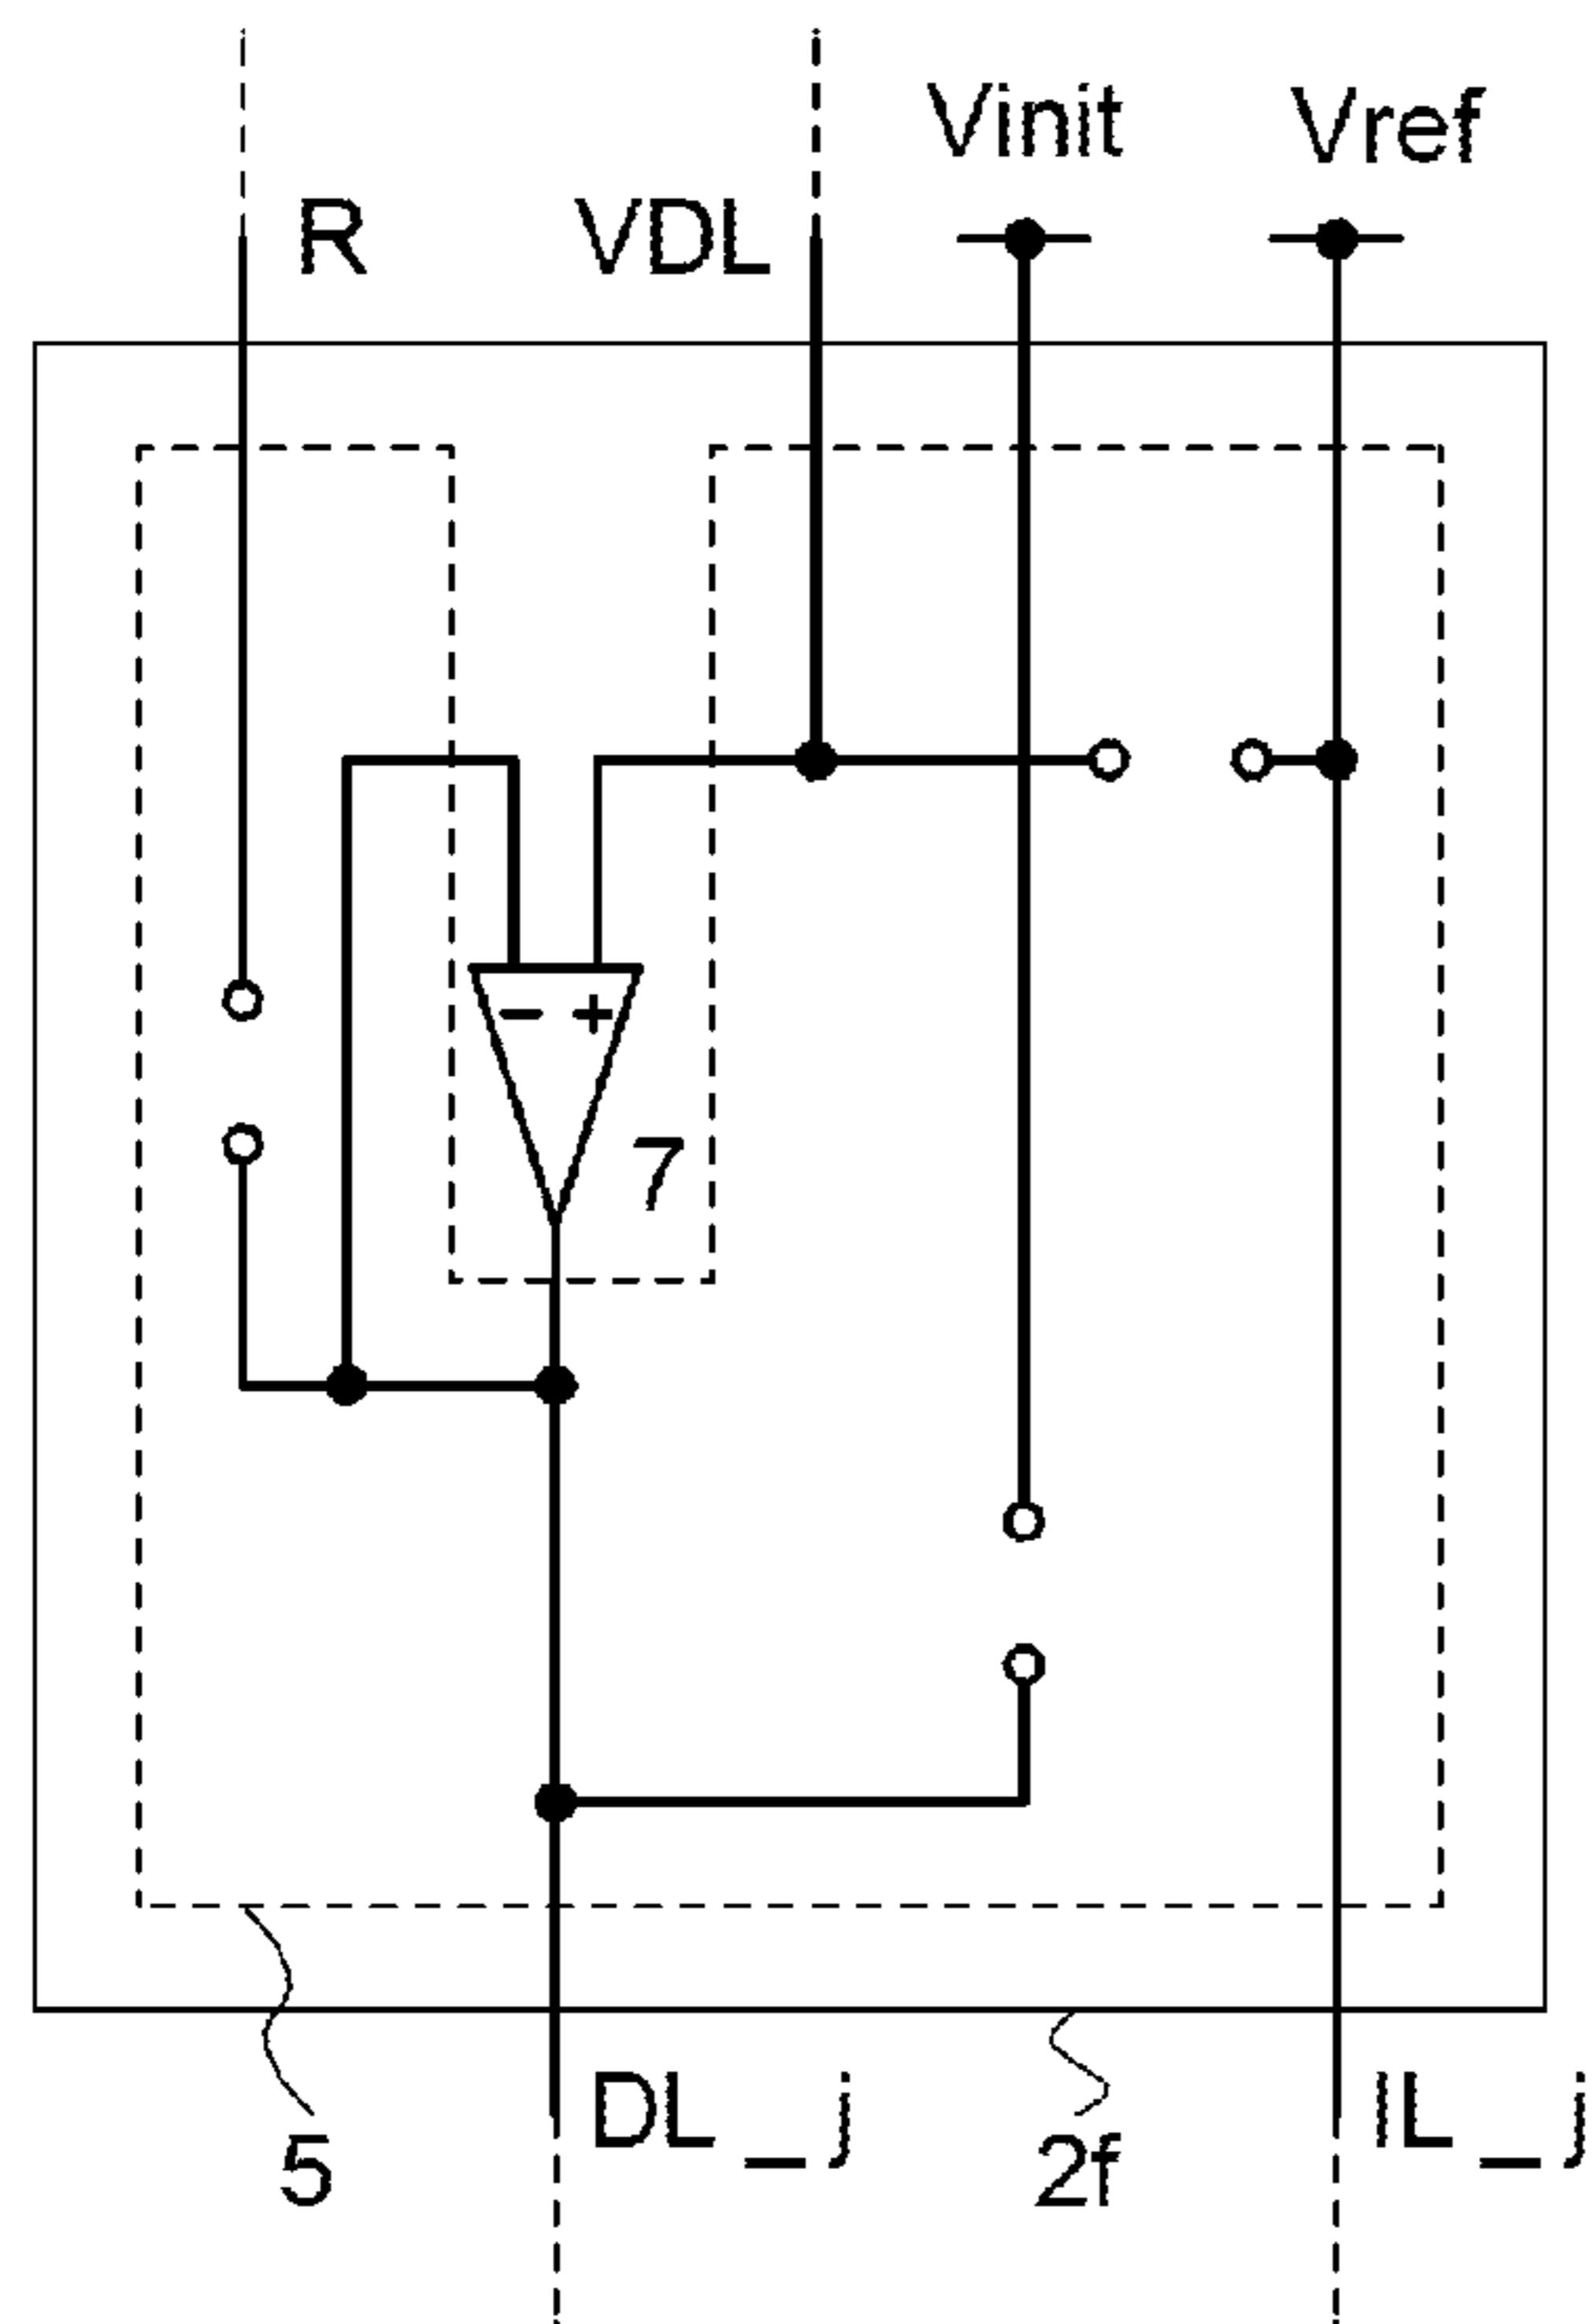 Vinit
Vref
R
VDL
− +
7
DL_j
IL_j
5
2f